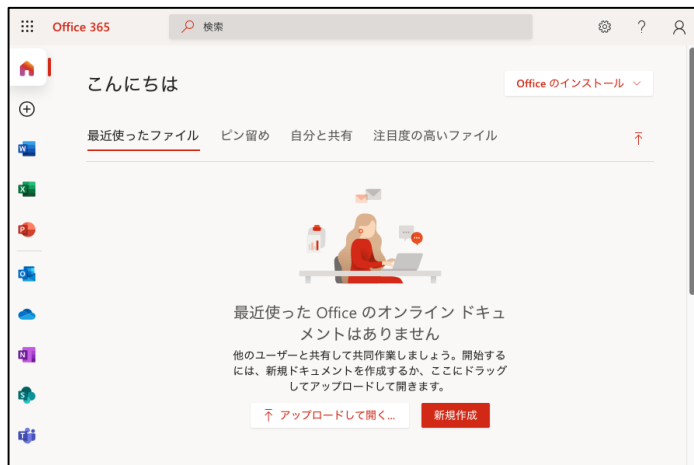 Office 365
検索
?
こんにちは
Office のインストール
最近使ったファイル ピン留め 自分と共有 注目度の高いファイル
最近使った Office のオンライン ドキュ
メントはありません
他のユーザーと共有して共同作業しましょう。開始する
には、新規ドキュメントを作成するか、ここにドラッグ
してアップロードして開きます。
アップロードして開く... 新規作成
W
X
P
O
N
S
T